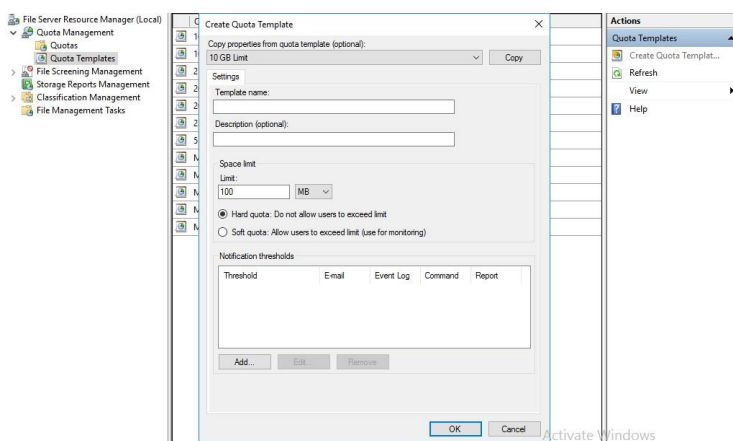 File Server Resource Manager (Local)
Quota Management
Quotas
Quota Templates
File Screening Management
Storage Reports Management
Classification Management
File Management Tasks
Create Quota Template
Copy properties from quota template (optional):
10 GB Limit
Copy
Settings
Template name:
Description (optional):
Space limit
Limit:
100
MB
Hard quota: Do not allow users to exceed limit
Soft quota: Allow users to exceed limit (use for monitoring)
Notification thresholds
Threshold E-mail Event Log Command Report
Add... Edit... Remove
OK Cancel
Actions
Quota Templates
Create Quota Templat...
Refresh
View
Help
Activate Windows